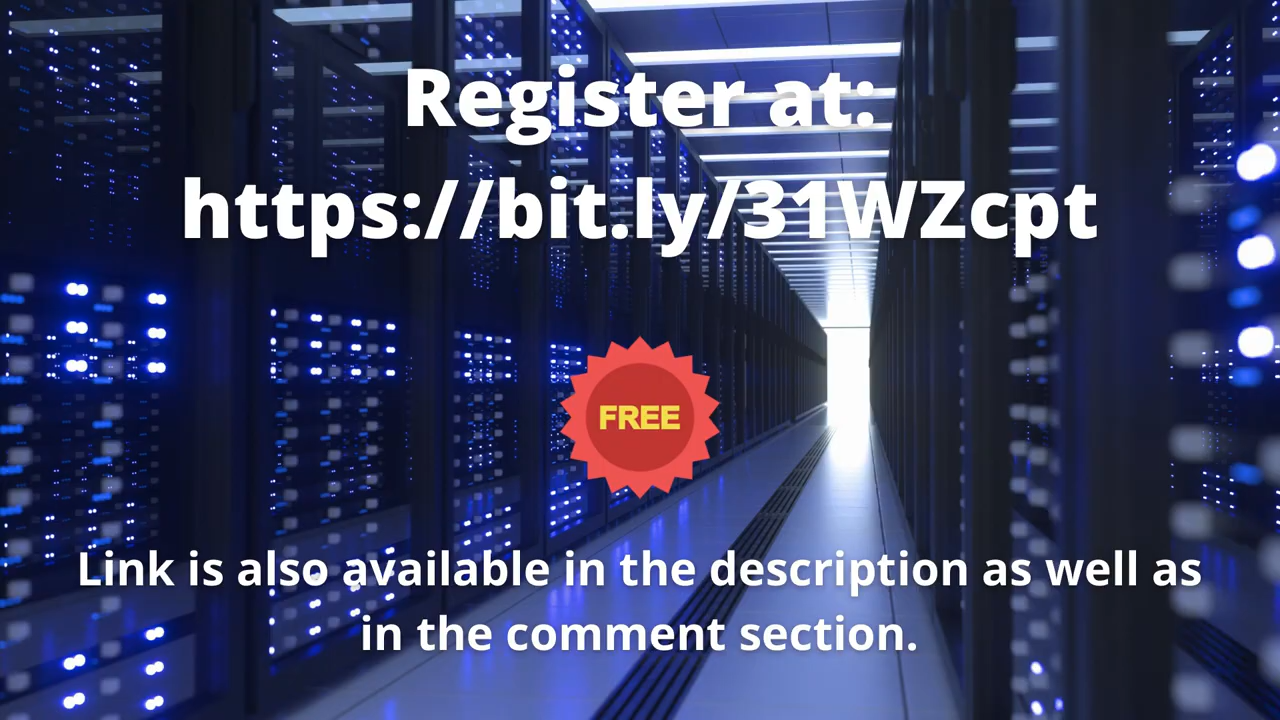 Register at:
https://bit.ly/31WZcpt
FREE
Link is also available in the description as well as
in the comment section.